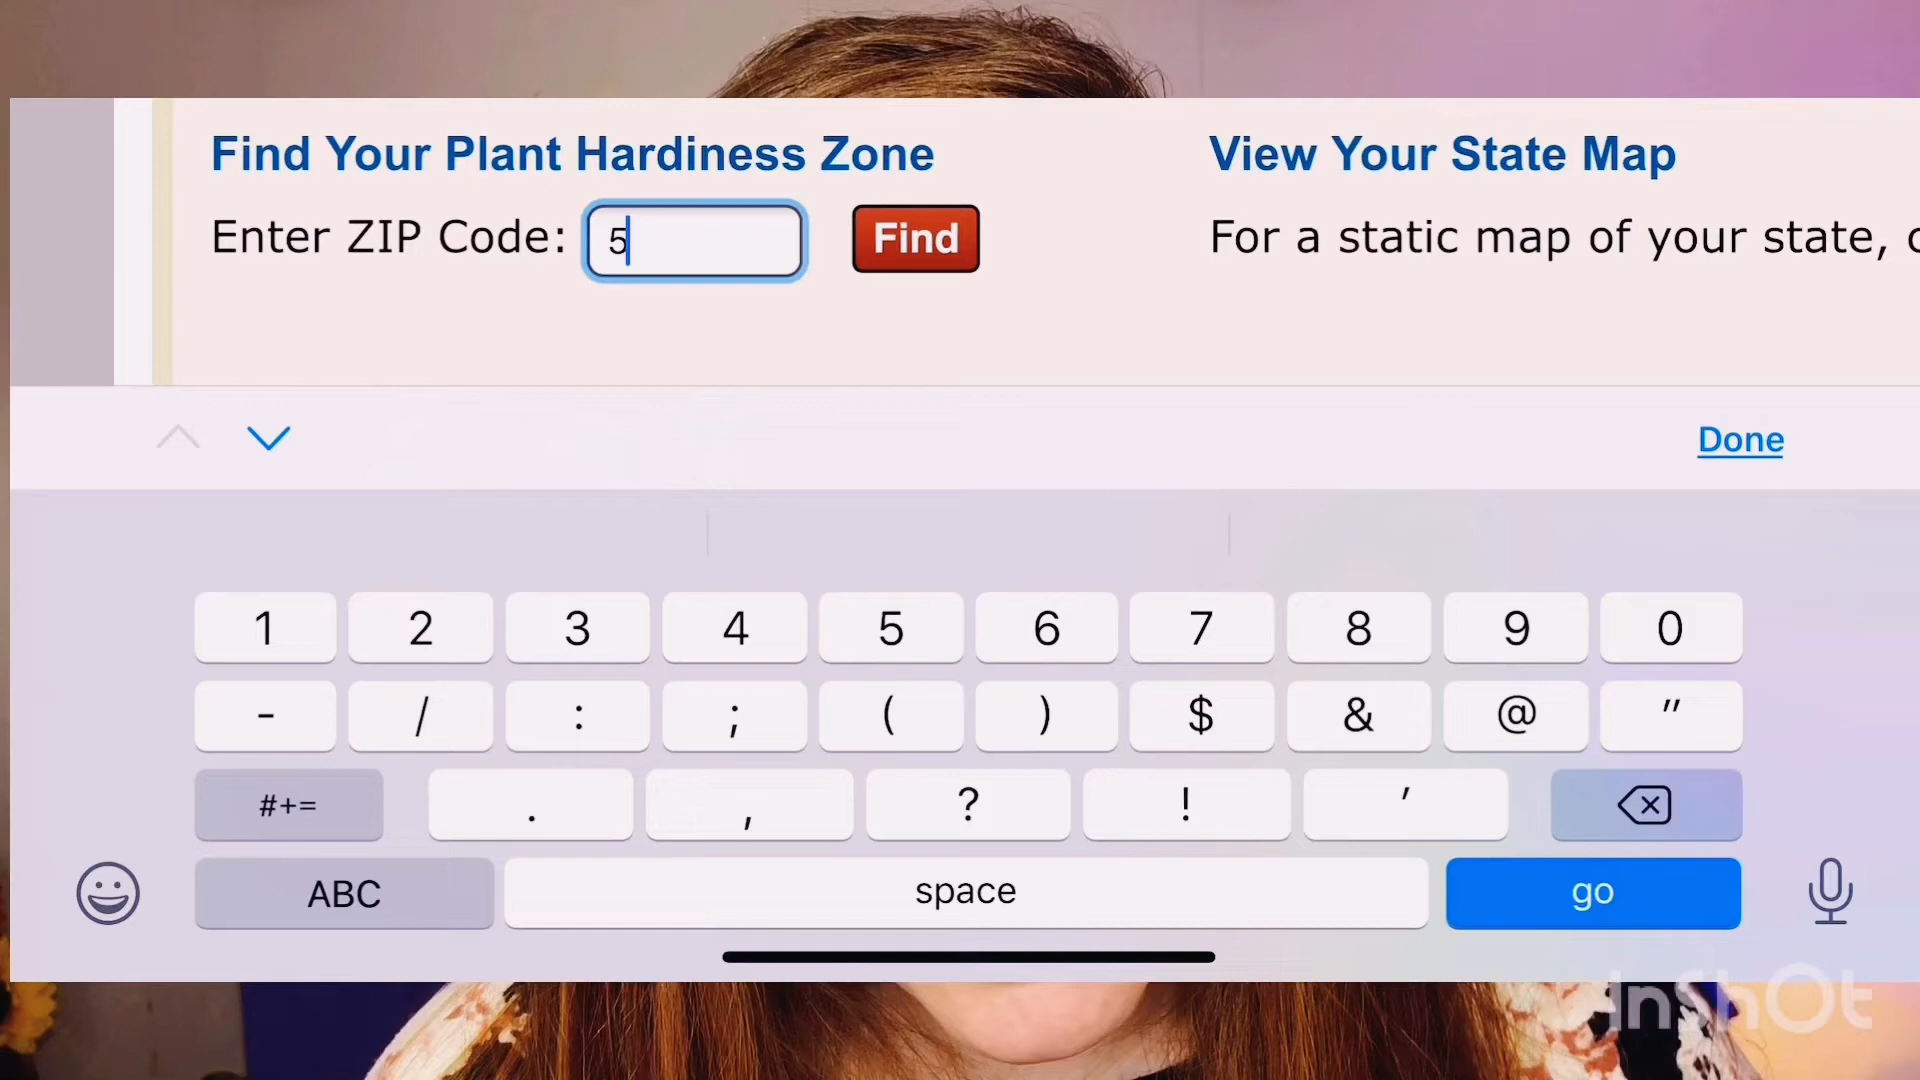 Find Your Plant Hardiness Zone
Enter ZIP Code: 5 Find
View Your State Map
For a static map of your state,
Done
1 2 3 4 5 6 7 8 9 0
- / : ; ( ) $ & @ "
#+= . , ? ! '
ABC space go
InShOt